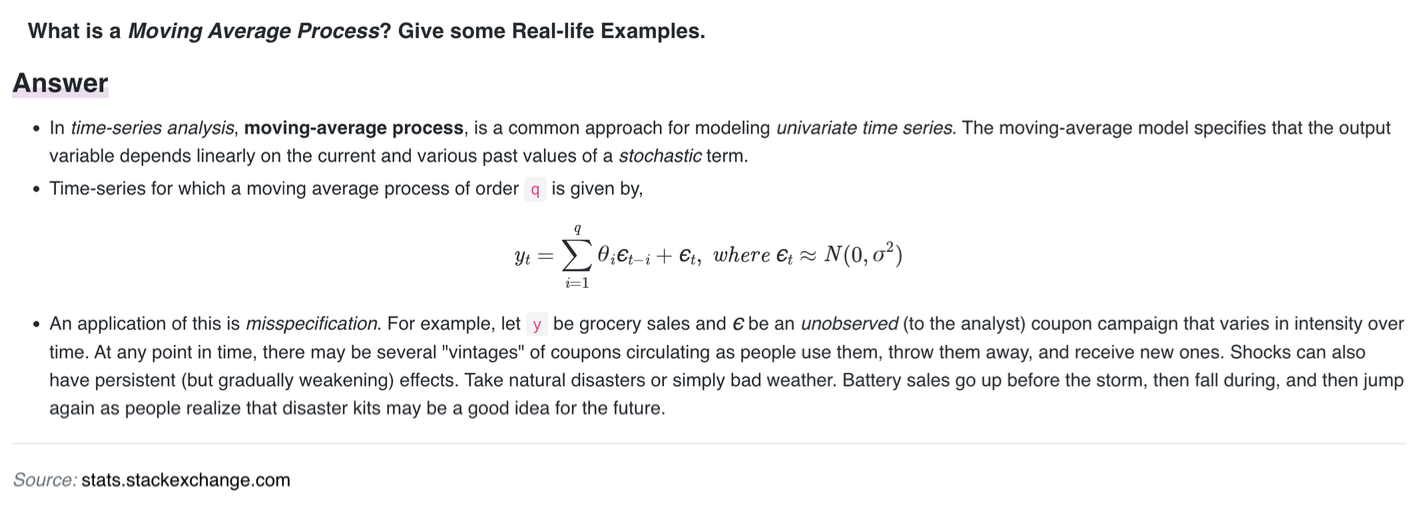 What is a Moving Average Process? Give some Real-life Examples.
Answer
• In time-series analysis, moving-average process, is a common approach for modeling univariate time series. The moving-average model specifies that the output
variable depends linearly on the current and various past values of a stochastic term.
• Time-series for which a moving average process of order q is given by,
y_t = \sum_{i=1}^{q} θ_i ϵ_{t−i} + ϵ_t, where ϵ_t ≈ N(0, σ^2)
• An application of this is misspecification. For example, let y be grocery sales and ϵ be an unobserved (to the analyst) coupon campaign that varies in intensity over
time. At any point in time, there may be several "vintages" of coupons circulating as people use them, throw them away, and receive new ones. Shocks can also
have persistent (but gradually weakening) effects. Take natural disasters or simply bad weather. Battery sales go up before the storm, then fall during, and then jump
again as people realize that disaster kits may be a good idea for the future.
Source: stats.stackexchange.com